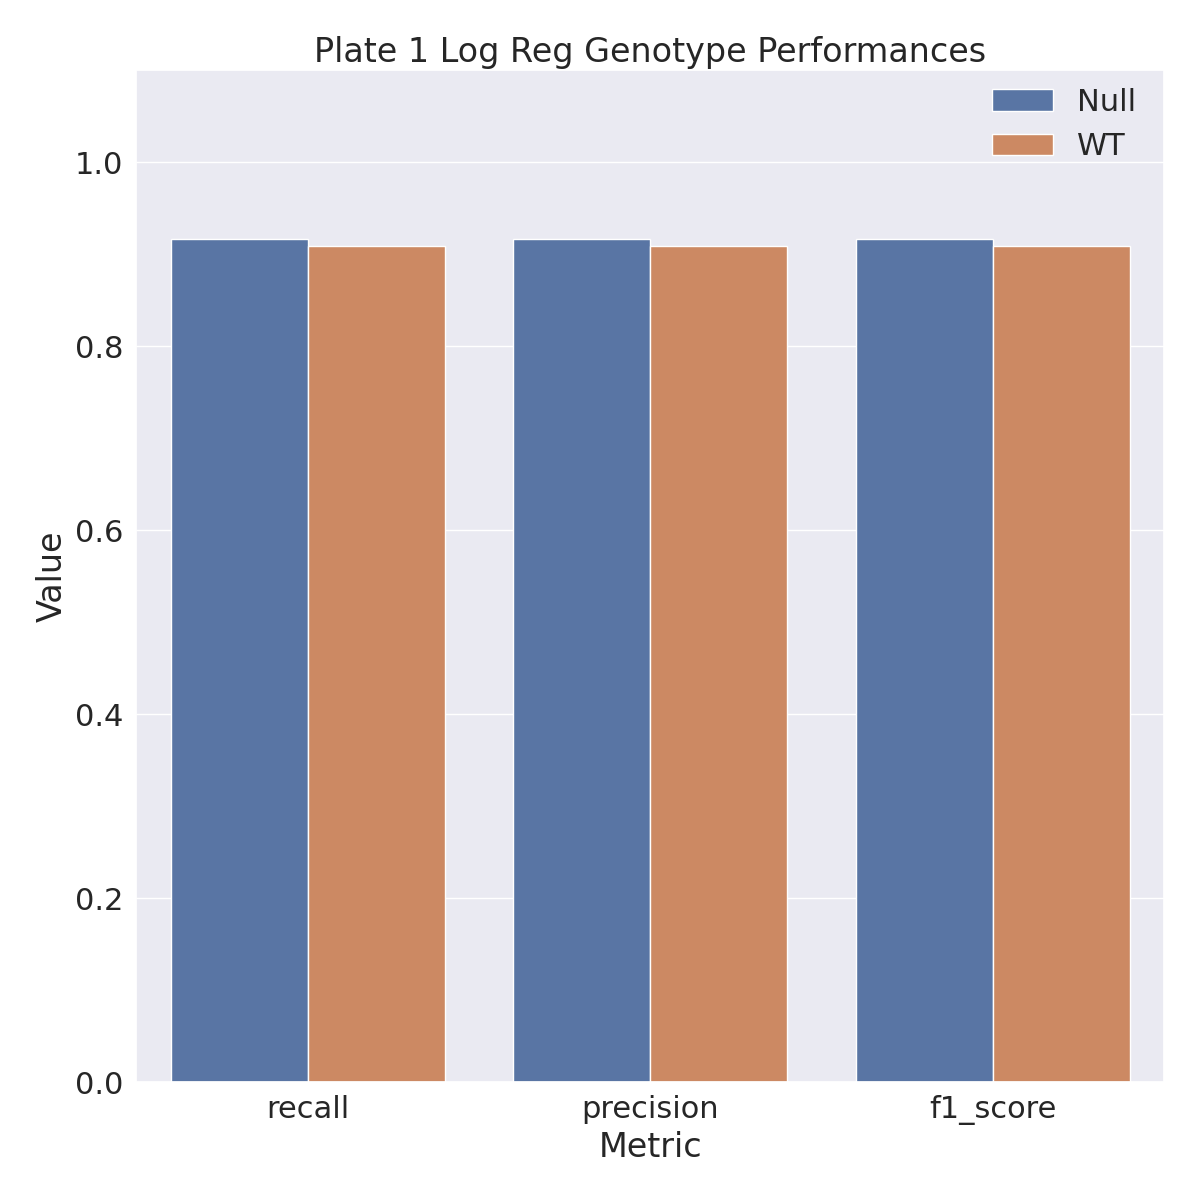 Plate 1 Log Reg Genotype Performances
Null
WT
1.0
0.8
0.6
0.4
0.2
0.0
Value
recall precision f1_score
Metric